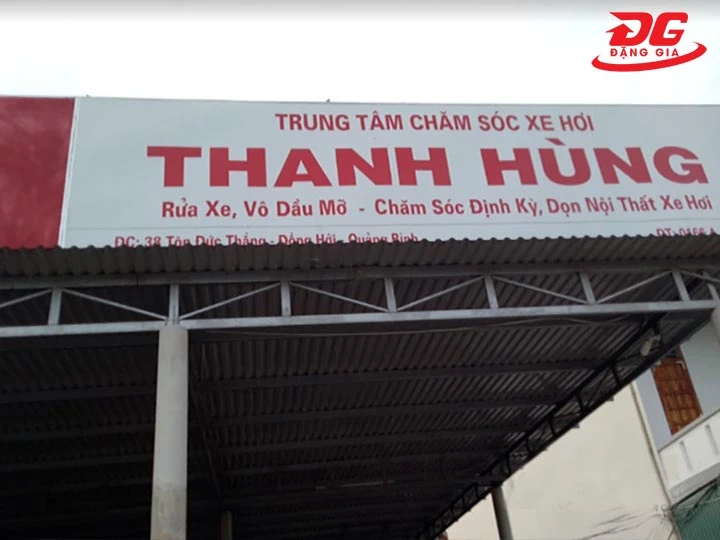 ĐG
ĐẶNG GIA
TRUNG TÂM CHĂM SÓC XE HƠI
THANH HÙNG
Rửa Xe, Vô Dầu Mỡ - Chăm Sóc Định Kỳ, Dọn Nội Thất Xe Hơi
ĐC: 38 Tôn Đức Thắng - Đồng Hới - Quảng Bình ĐT: